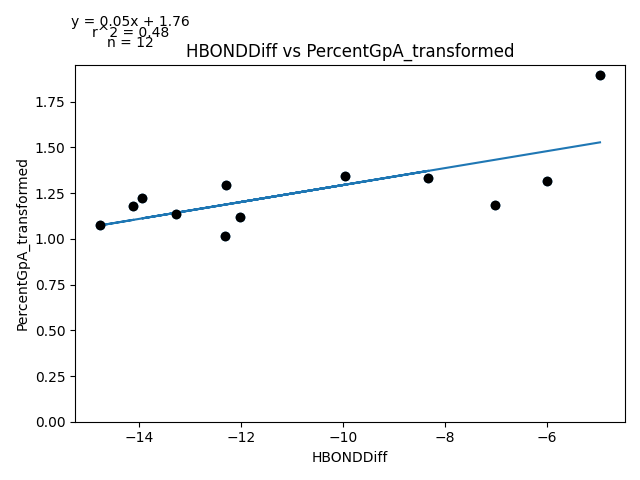 y = 0.05x + 1.76
r^2 = 0.48
n = 12
HBONDDiff vs PercentGpA_transformed
1.75
1.50
1.25
1.00
0.75
0.50
0.25
0.00
PercentGpA_transformed
−14
−12
−10
−8
−6
HBONDDiff